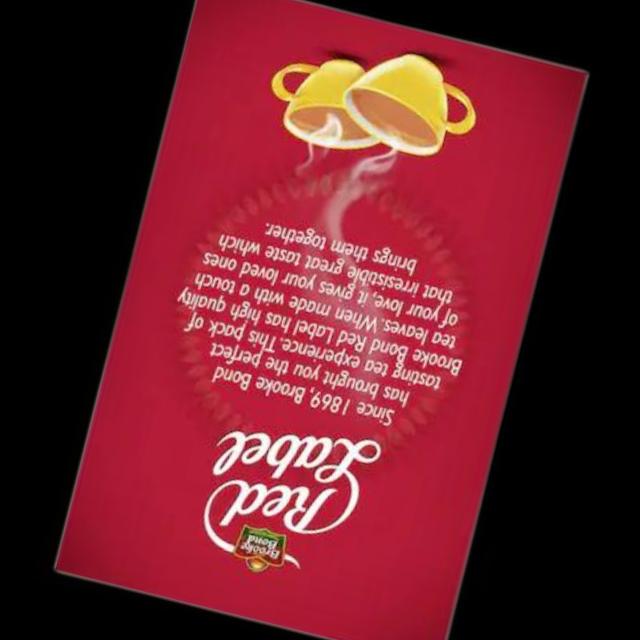 Brooke
Bond
Red
Label
Since 1869, Brooke Bond
has brought you the perfect
tasting tea experience. This pack of
Brooke Bond Red Label has high quality
tea leaves. When made with a touch
of your love, it gives your loved ones
that irresistible great taste which
brings them together.